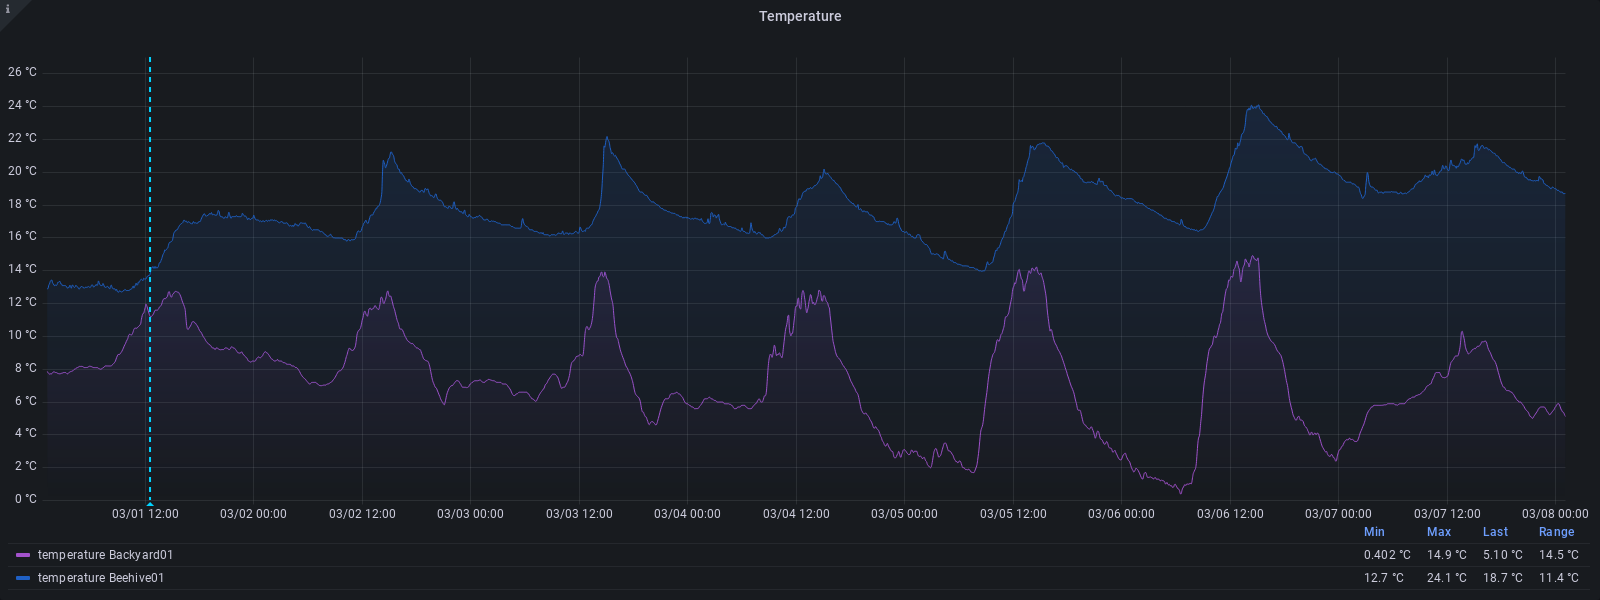 i
Temperature
26 °C
24 °C
22 °C
20 °C
18 °C
16 °C
14 °C
12 °C
10 °C
8 °C
6 °C
4 °C
2 °C
0 °C
03/01 12:00 03/02 00:00 03/02 12:00 03/03 00:00 03/03 12:00 03/04 00:00 03/04 12:00 03/05 00:00 03/05 12:00 03/06 00:00 03/06 12:00 03/07 00:00 03/07 12:00 03/08 00:00
Min Max Last Range
temperature Backyard01 0.402 °C 14.9 °C 5.10 °C 14.5 °C
temperature Beehive01 12.7 °C 24.1 °C 18.7 °C 11.4 °C